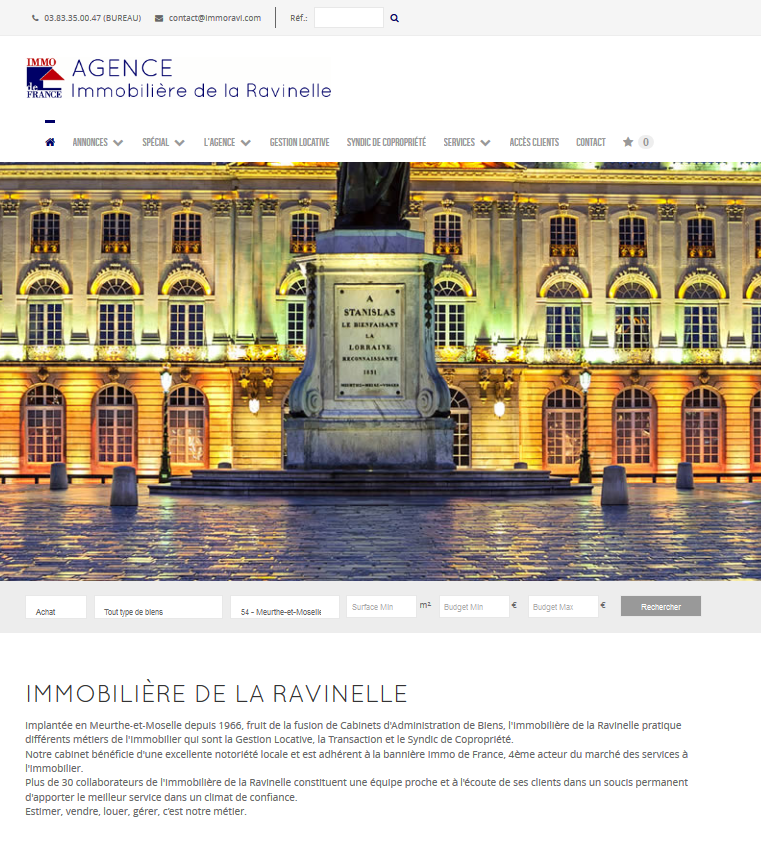 03.83.35.00.47 (BUREAU) contact@immoravi.com Réf.:
IMMO
de
FRANCE
AGENCE
Immobilière de la Ravinelle
ANNONCES SPÉCIAL L'AGENCE GESTION LOCATIVE SYNDIC DE COPROPRIÉTÉ SERVICES ACCÈS CLIENTS CONTACT 0
A
STANISLAS
LE BIENFAISANT
LA
LORRAINE
RECONNAISSANTE
1831
MEURTHE-MEUSE-VOSGES
Achat Tout type de biens 54 - Meurthe-et-Moselle Surface Min m² Budget Min € Budget Max € Rechercher
IMMOBILIÈRE DE LA RAVINELLE
Implantée en Meurthe-et-Moselle depuis 1966, fruit de la fusion de Cabinets d'Administration de Biens, l'Immobilière de la Ravinelle pratique
différents métiers de l'Immobilier qui sont la Gestion Locative, la Transaction et le Syndic de Copropriété.
Notre cabinet bénéficie d'une excellente notoriété locale et est adhérent à la bannière Immo de France, 4ème acteur du marché des services à
l'Immobilier.
Plus de 30 collaborateurs de l'Immobilière de la Ravinelle constituent une équipe proche et à l'écoute de ses clients dans un soucis permanent
d'apporter le meilleur service dans un climat de confiance.
Estimer, vendre, louer, gérer, c'est notre métier.